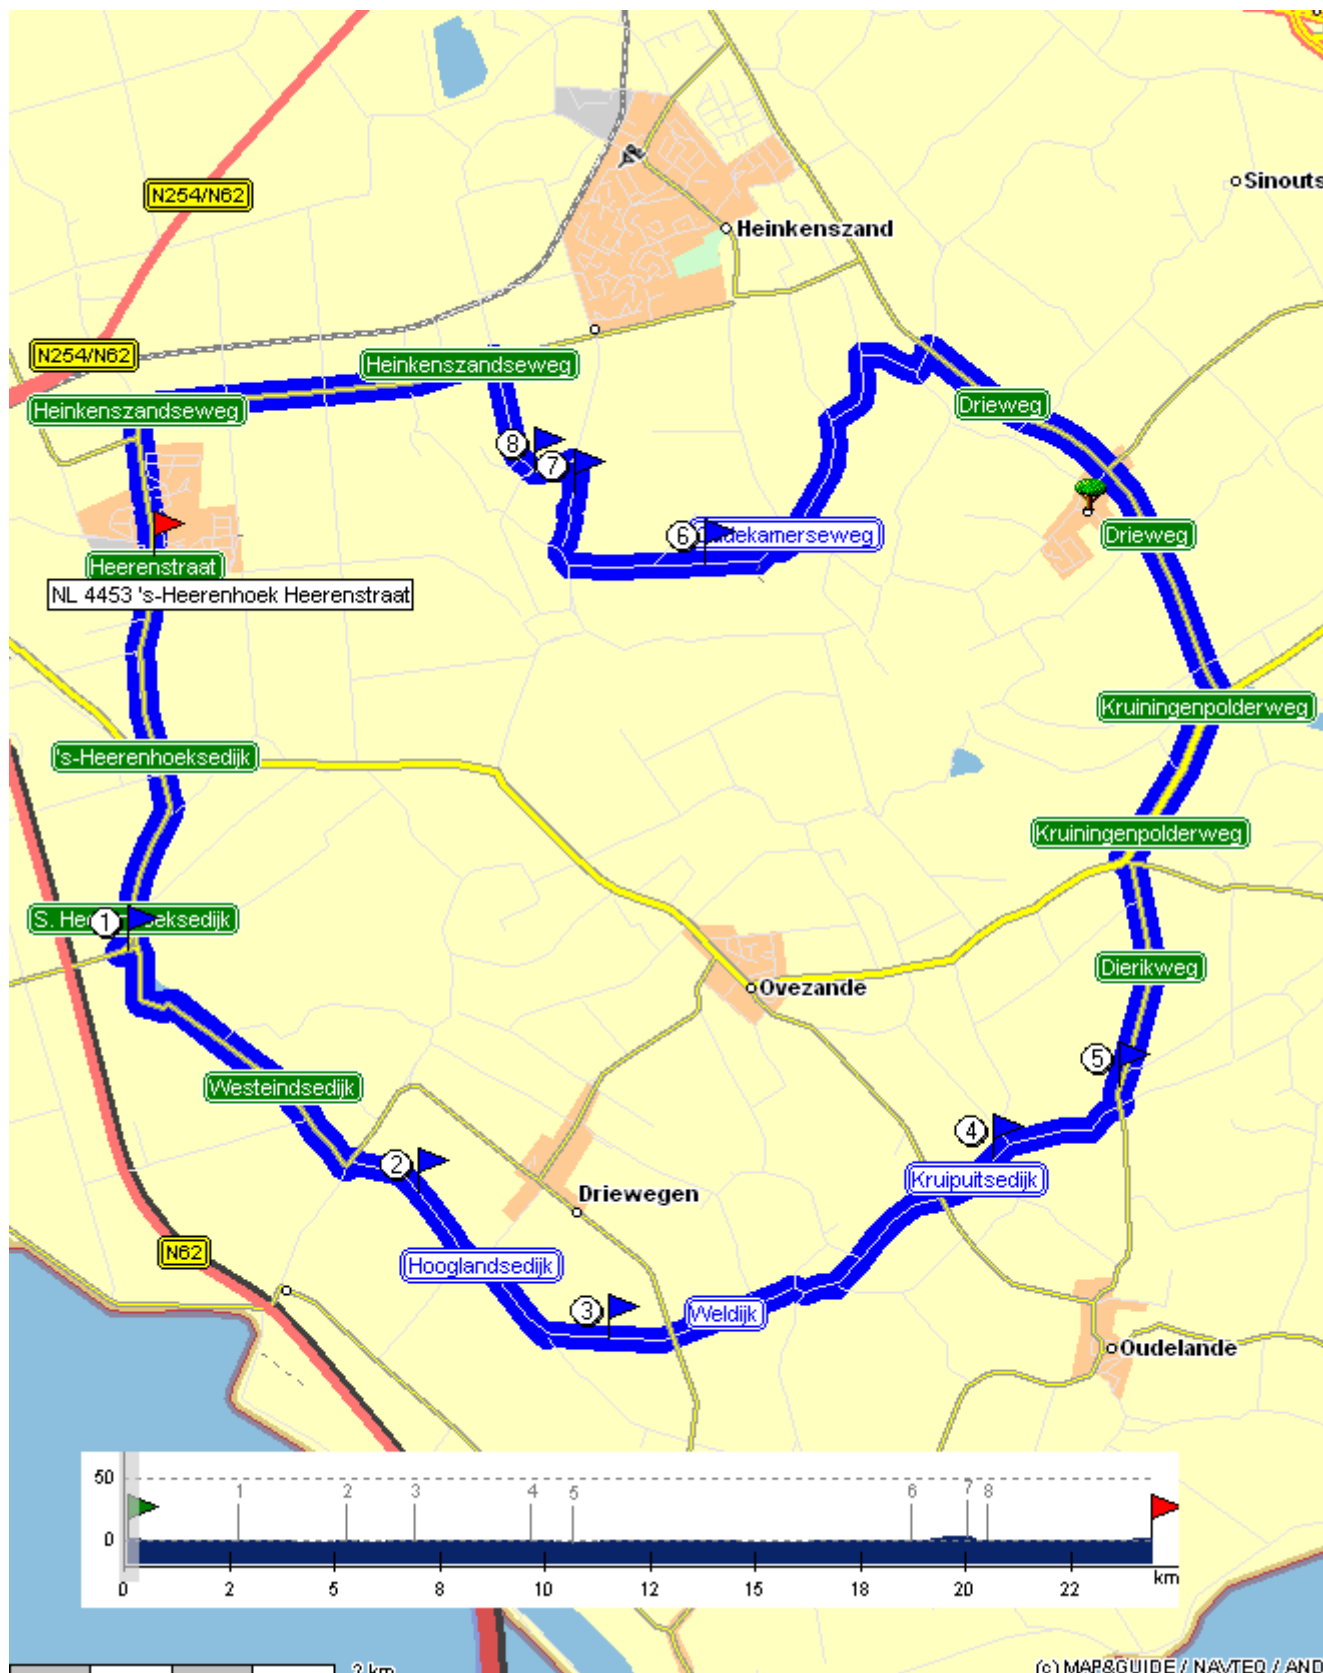 N254/N62
Sinouts
Heinkenszand
N254/N62
Heinkenszandseweg
Heinkenszandseweg
Drieweg
8
7
6
Drieweg
Heerenstraat
NL 4453 's-Heerenhoek Heerenstraat
Kruiningenpolderweg
's-Heerenhoeksedijk
Kruiningenpolderweg
1
Dierikweg
Ovezande
5
Westeindsedijk
4
2
Kruipuitsedijk
Driewegen
N62
Hooglandsedijk
3
Weldijk
Oudelande
50
1 2 3 4 5 6 7 8
0
km
0 2 5 8 10 12 15 18 20 22
2 km
(c) MAP&GUIDE / NAVTEQ / AND